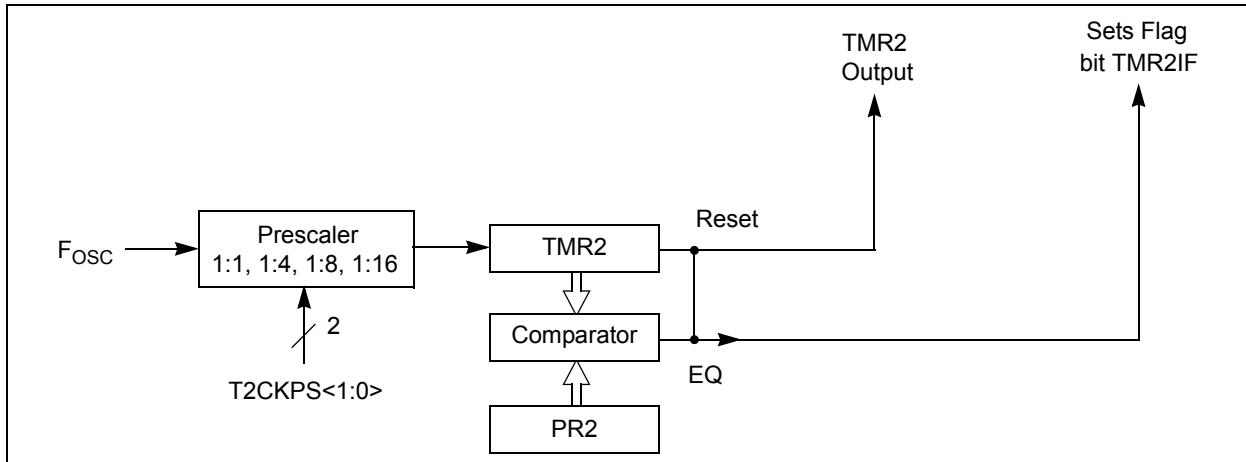 Sets Flag
bit TMR2IF
TMR2
Output
Reset
F_OSC
Prescaler
1:1, 1:4, 1:8, 1:16
TMR2
2
Comparator
EQ
T2CKPS<1:0>
PR2